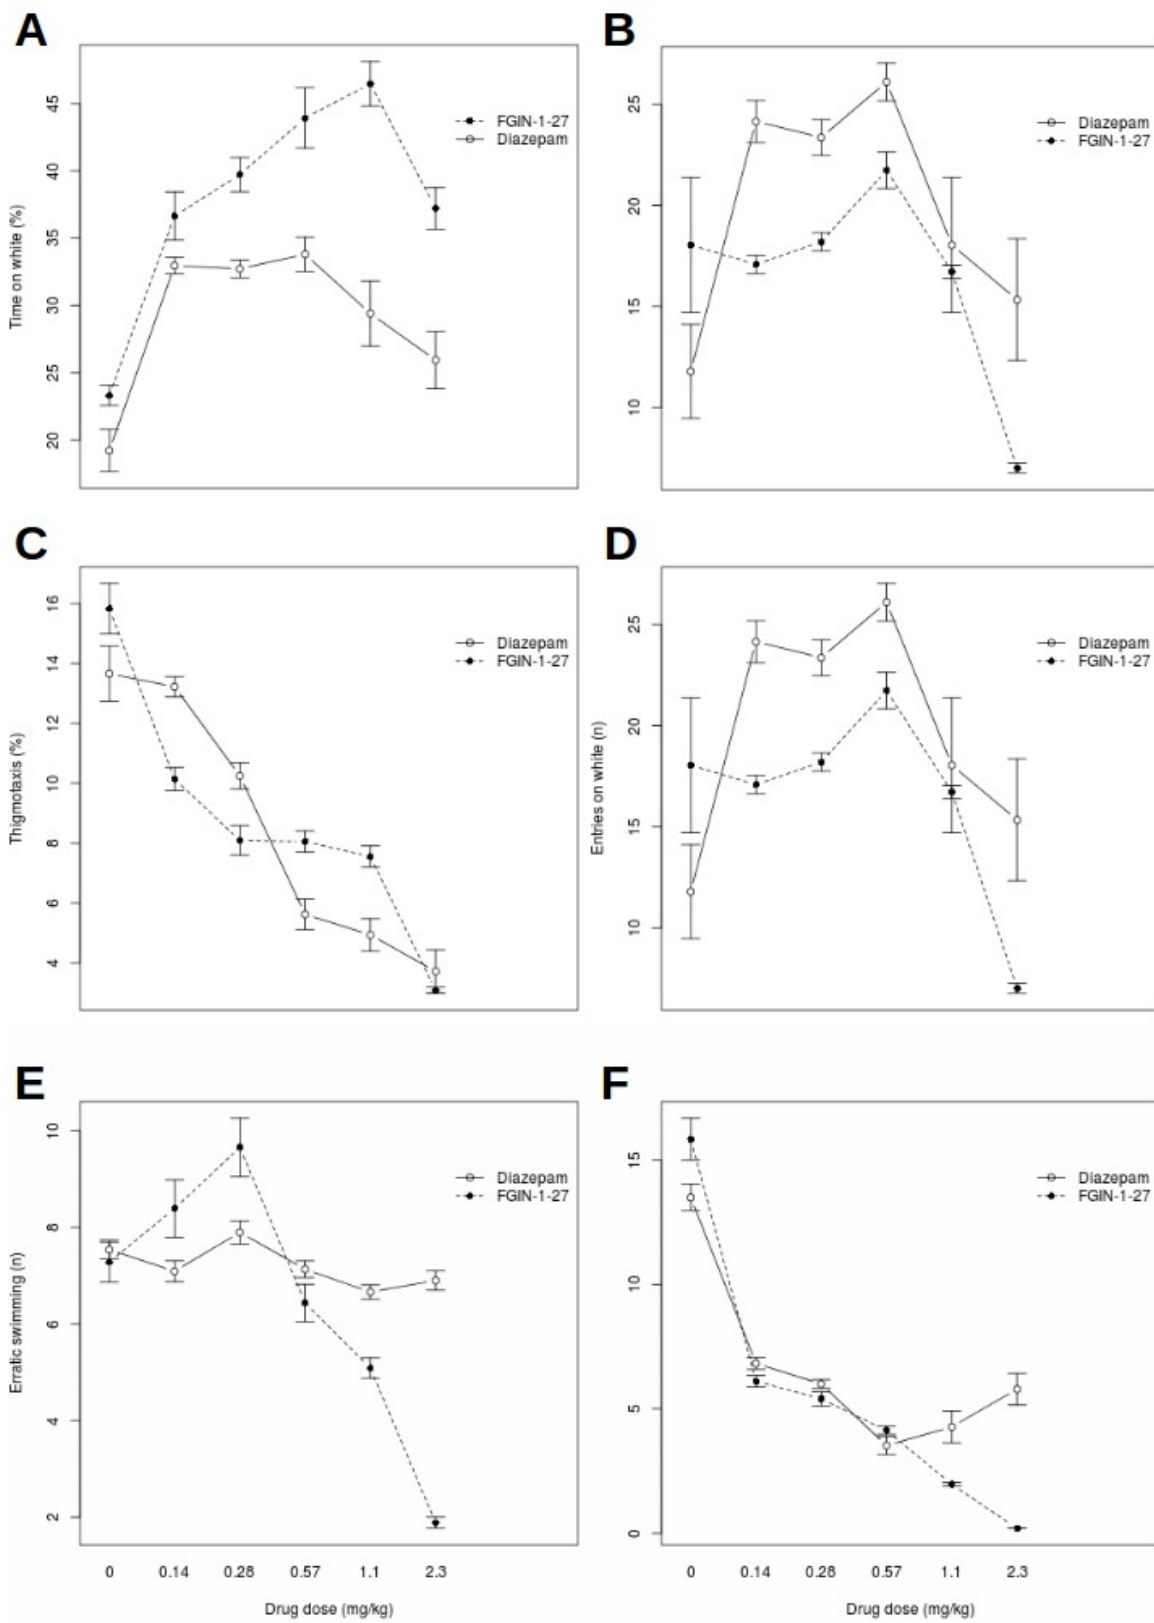 A
45
40
35
30
25
20
Time on white (%)
FGIN-1-27
Diazepam
B
25
20
15
10
Diazepam
FGIN-1-27
C
16
14
12
10
8
6
4
Thigmotaxis (%)
Diazepam
FGIN-1-27
D
25
20
15
10
Entries on white (n)
Diazepam
FGIN-1-27
E
10
8
6
4
2
Erratic swimming (n)
Diazepam
FGIN-1-27
0 0.14 0.28 0.57 1.1 2.3
Drug dose (mg/kg)
F
15
10
5
0
Diazepam
FGIN-1-27
0 0.14 0.28 0.57 1.1 2.3
Drug dose (mg/kg)